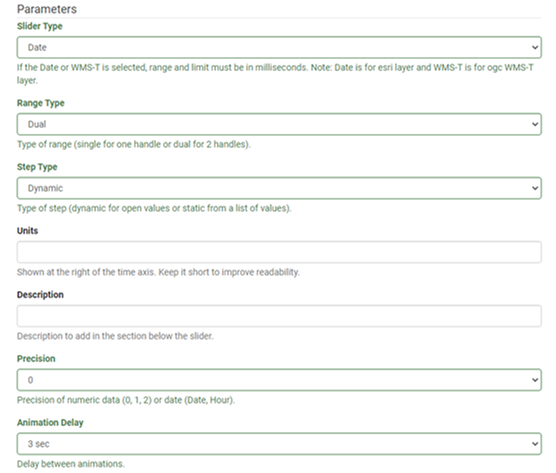 Parameters
Slider Type
Date
If the Date or WMS-T is selected, range and limit must be in milliseconds. Note: Date is for esri layer and WMS-T is for ogc WMS-T
layer.
Range Type
Dual
Type of range (single for one handle or dual for 2 handles).
Step Type
Dynamic
Type of step (dynamic for open values or static from a list of values).
Units
Shown at the right of the time axis. Keep it short to improve readability.
Description
Description to add in the section below the slider.
Precision
0
Precision of numeric data (0, 1, 2) or date (Date, Hour).
Animation Delay
3 sec
Delay between animations.